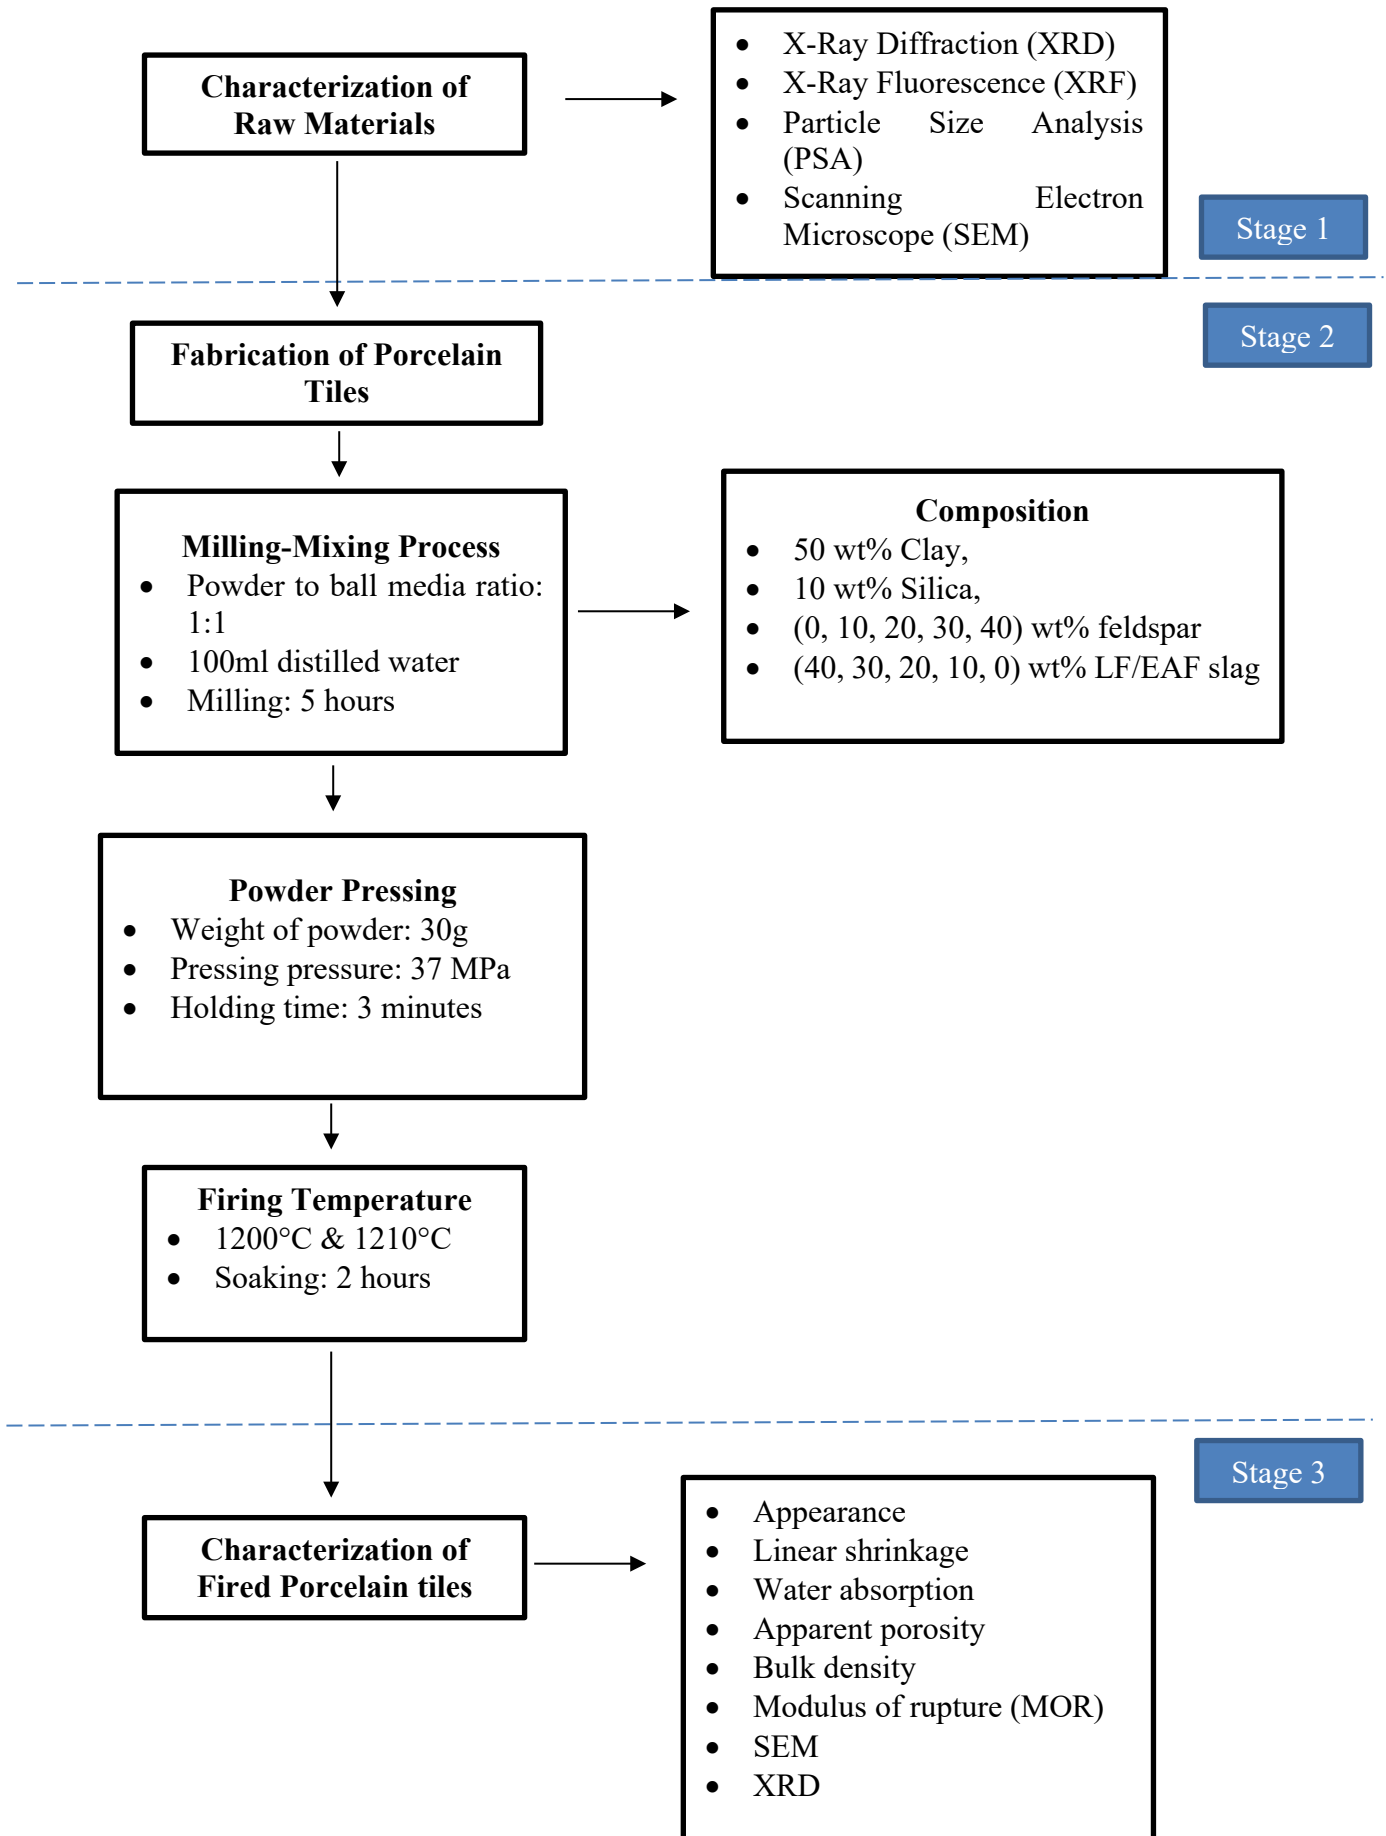 Characterization of
Raw Materials
• X-Ray Diffraction (XRD)
• X-Ray Fluorescence (XRF)
• Particle Size Analysis
(PSA)
• Scanning Electron
Microscope (SEM)
Stage 1
Stage 2
Fabrication of Porcelain
Tiles
Milling-Mixing Process
• Powder to ball media ratio:
1:1
• 100ml distilled water
• Milling: 5 hours
Composition
• 50 wt% Clay,
• 10 wt% Silica,
• (0, 10, 20, 30, 40) wt% feldspar
• (40, 30, 20, 10, 0) wt% LF/EAF slag
Powder Pressing
• Weight of powder: 30g
• Pressing pressure: 37 MPa
• Holding time: 3 minutes
Firing Temperature
• 1200°C & 1210°C
• Soaking: 2 hours
Stage 3
Characterization of
Fired Porcelain tiles
• Appearance
• Linear shrinkage
• Water absorption
• Apparent porosity
• Bulk density
• Modulus of rupture (MOR)
• SEM
• XRD